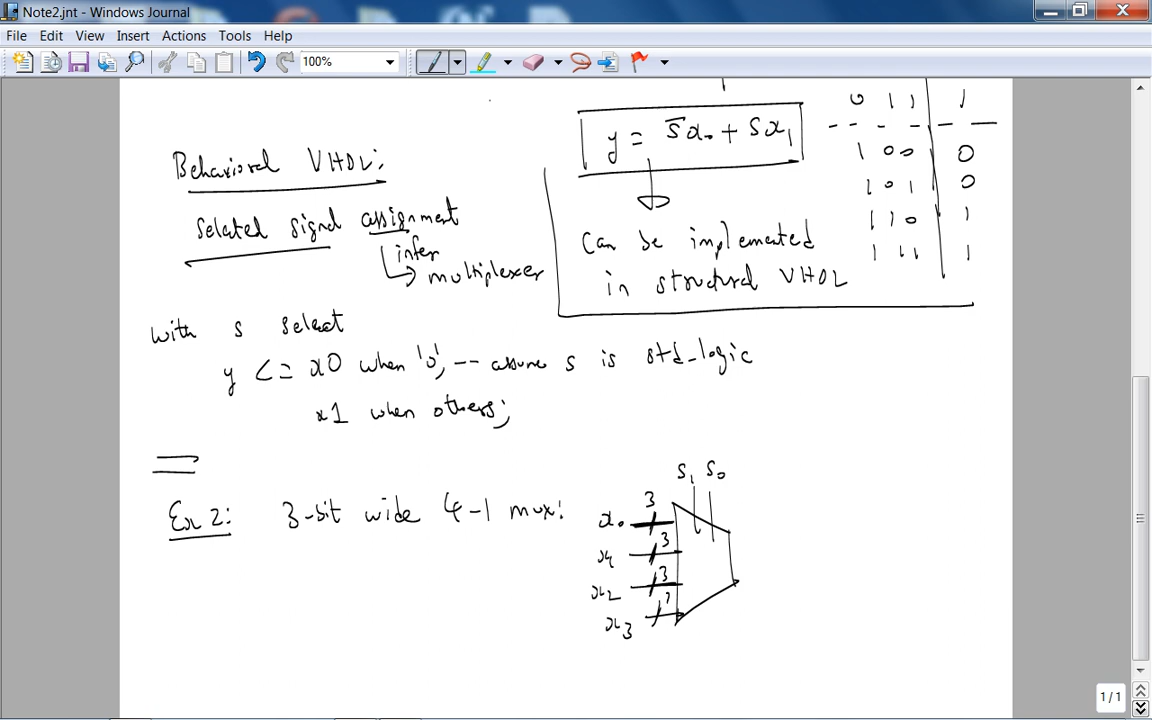 Note2.jnt - Windows Journal
File Edit View Insert Actions Tools Help
100%
0 1 1 | 1
1 0 0 | 0
1 0 1 | 0
1 1 0 | 1
1 1 1 | 1
y = s̅x₀ + sx₁
can be implemented
in structural VHDL
Behavioral VHDL:
Selected signal assignment
infer
multiplexer
with s select
y <= x0 when '0', -- assume s is std_logic
x1 when others;
Ex 2: 3-bit wide 4-1 mux:
s₁ s₀
x₀ 3
x₁ 3
x₂ 3
x₃ 3
1 / 1